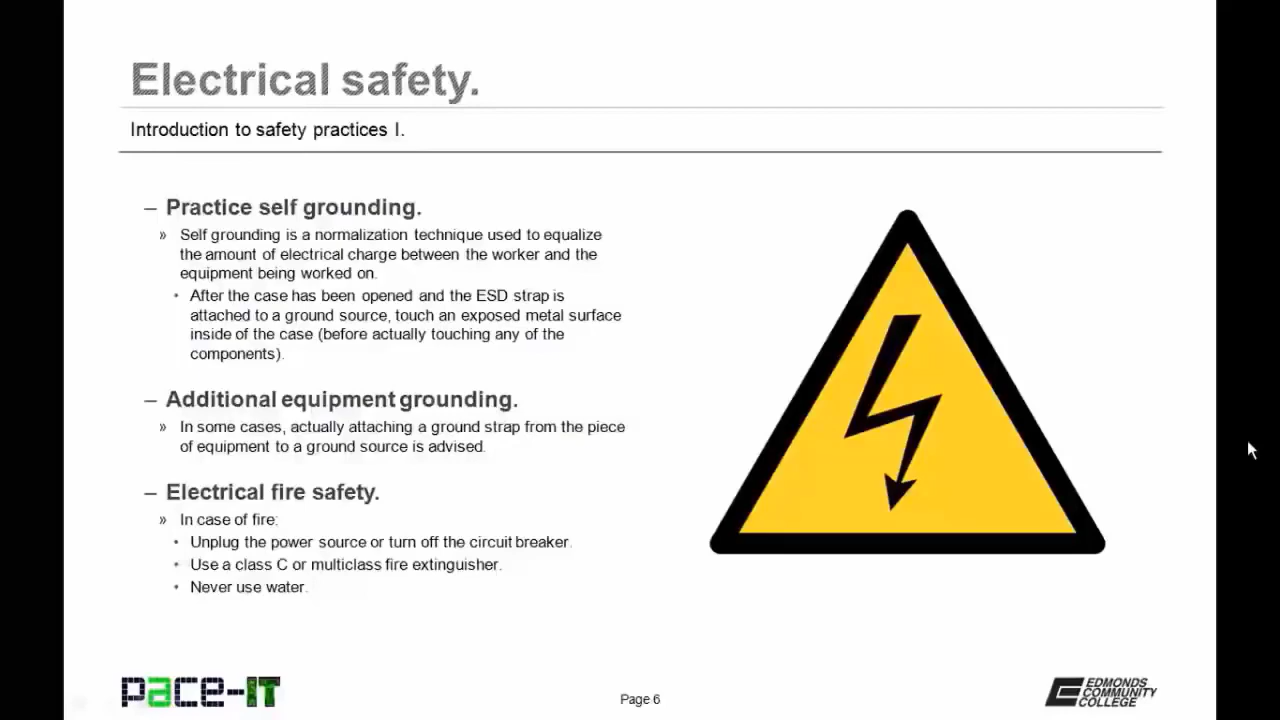 Electrical safety.
Introduction to safety practices I.
– Practice self grounding.
» Self grounding is a normalization technique used to equalize
the amount of electrical charge between the worker and the
equipment being worked on.
• After the case has been opened and the ESD strap is
attached to a ground source, touch an exposed metal surface
inside of the case (before actually touching any of the
components).
– Additional equipment grounding.
» In some cases, actually attaching a ground strap from the piece
of equipment to a ground source is advised.
– Electrical fire safety.
» In case of fire:
• Unplug the power source or turn off the circuit breaker.
• Use a class C or multiclass fire extinguisher.
• Never use water.
pace-IT
Page 6
EDMONDS
COMMUNITY
COLLEGE